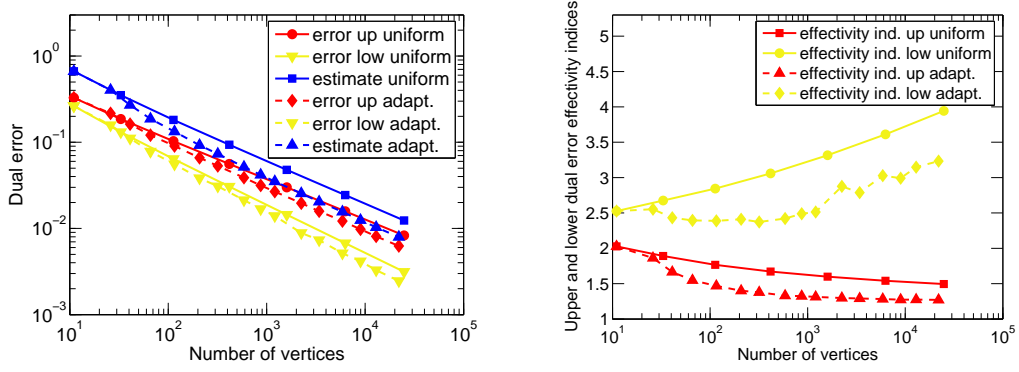 10^0
10^-1
10^-2
10^-3
10^1
10^2
10^3
10^4
10^5
Dual error
Number of vertices
error up uniform
error low uniform
estimate uniform
error up adapt.
error low adapt.
estimate adapt.
5
4.5
4
3.5
3
2.5
2
1.5
1
10^1
10^2
10^3
10^4
10^5
Upper and lower dual error effectivity indices
Number of vertices
effectivity ind. up uniform
effectivity ind. low uniform
effectivity ind. up adapt.
effectivity ind. low adapt.